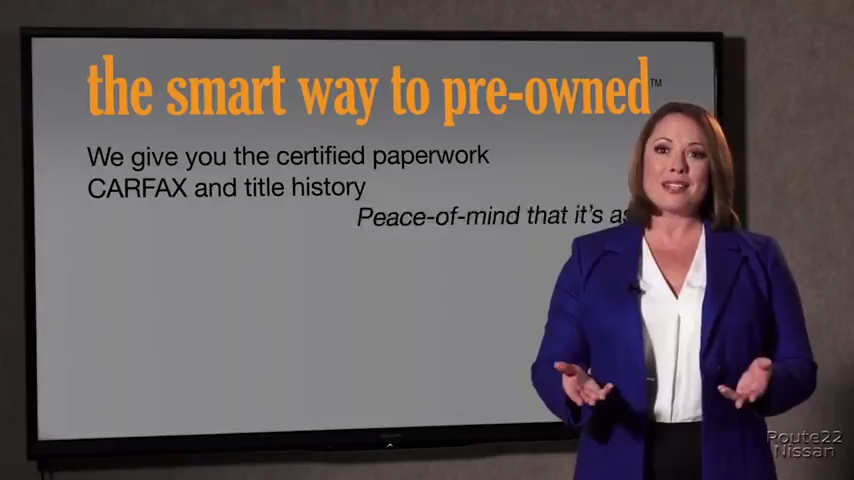 the smart way to pre-owned™
We give you the certified paperwork
CARFAX and title history
Peace-of-mind that it's as
Route22
Nissan